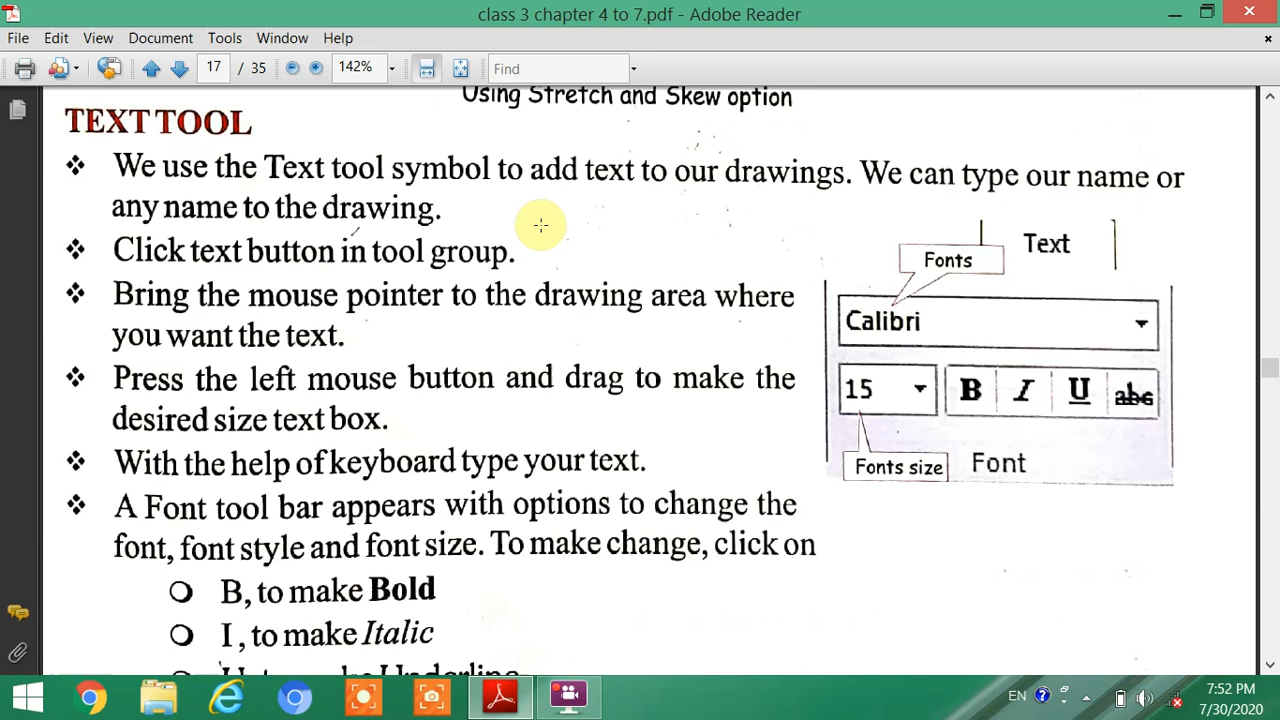 class 3 chapter 4 to 7.pdf - Adobe Reader
File Edit View Document Tools Window Help
17 / 35 142% Find
Using Stretch and Skew option
TEXT TOOL
❖ We use the Text tool symbol to add text to our drawings. We can type our name or
any name to the drawing.
❖ Click text button in tool group.
❖ Bring the mouse pointer to the drawing area where
you want the text.
❖ Press the left mouse button and drag to make the
desired size text box.
❖ With the help of keyboard type your text.
❖ A Font tool bar appears with options to change the
font, font style and font size. To make change, click on
B, to make Bold
I , to make Italic
U, to make Underline
Text
Fonts
Calibri
15 B I U abc
Fonts size Font
EN 7:52 PM
7/30/2020